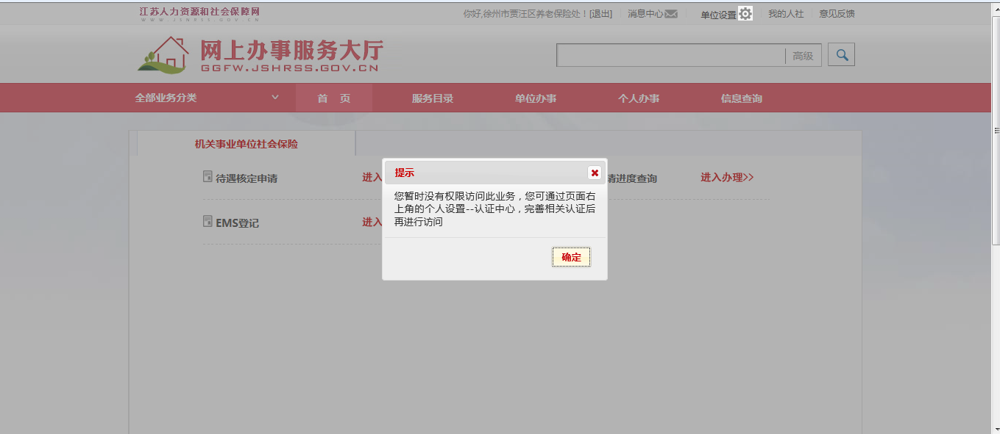 江苏人力资源和社会保障网
WWW.JSHRSS.GOV.CN
你好,徐州市贾汪区养老保险处！[退出]
消息中心
单位设置
我的人社
意见反馈
网上办事服务大厅
GGFW.JSHRSS.GOV.CN
高级
全部业务分类
首 页
服务目录
单位办事
个人办事
信息查询
机关事业单位社会保险
待遇核定申请
进入
请进度查询
进入办理>>
EMS登记
进入
提示
您暂时没有权限访问此业务，您可通过页面右
上角的个人设置--认证中心，完善相关认证后
再进行访问
确定